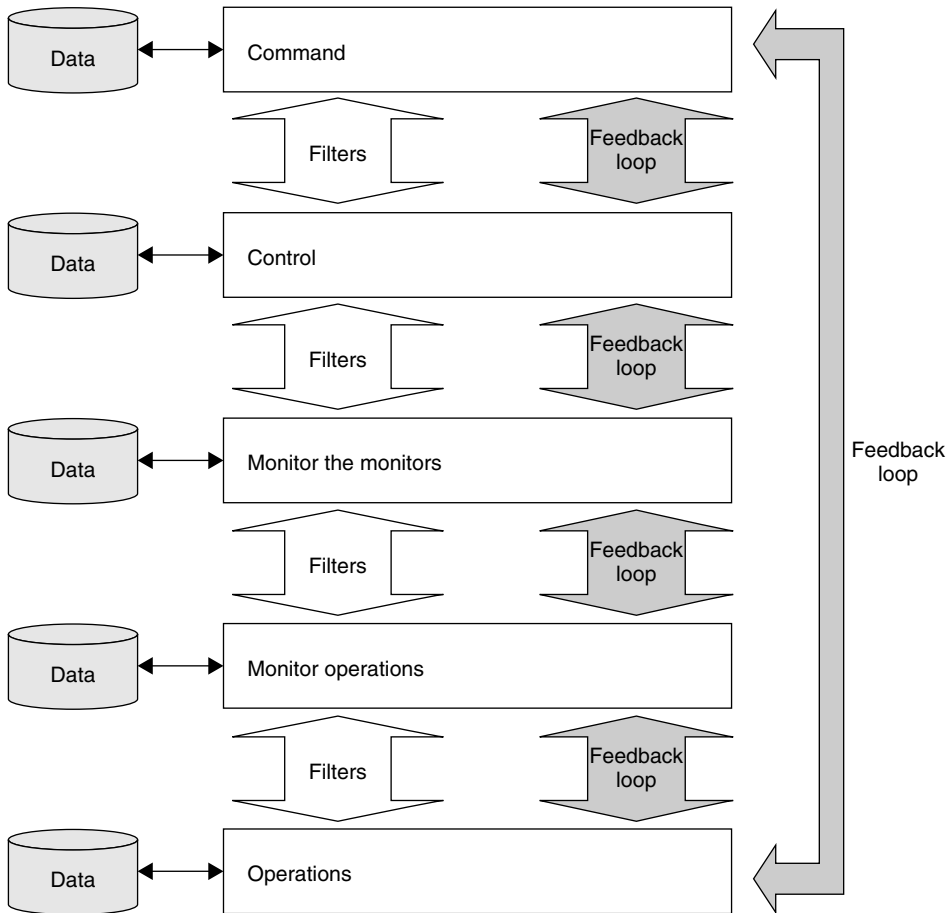 Data
Command
Filters
Feedback
loop
Data
Control
Filters
Feedback
loop
Data
Monitor the monitors
Feedback
loop
Filters
Feedback
loop
Data
Monitor operations
Filters
Feedback
loop
Data
Operations